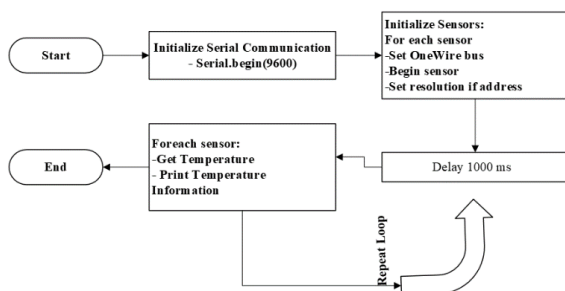 Start
Initialize Serial Communication
- Serial.begin(9600)
Initialize Sensors:
For each sensor
-Set OneWire bus
-Begin sensor
-Set resolution if address
Delay 1000 ms
Foreach sensor:
-Get Temperature
- Print Temperature
Information
End
Repeat Loop